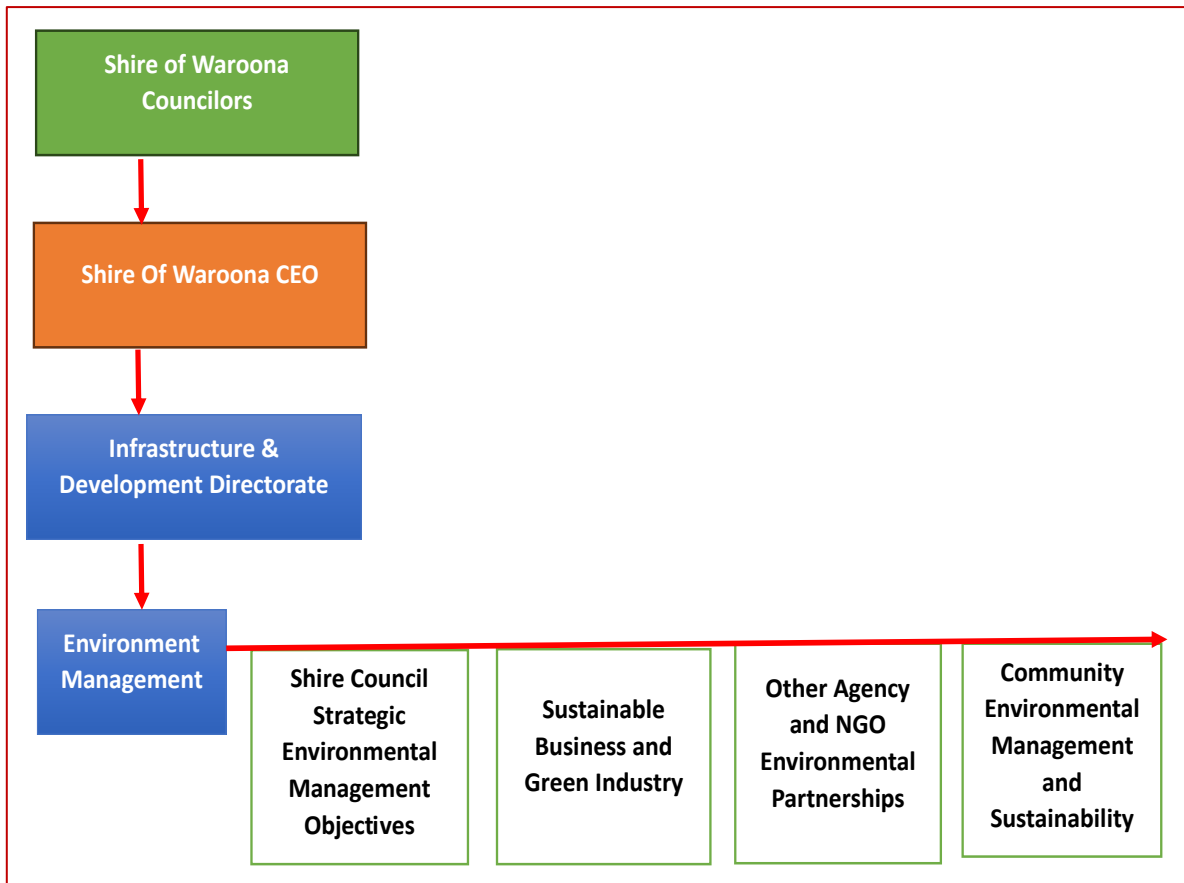 Shire of Waroona
Councilors
Shire Of Waroona CEO
Infrastructure &
Development Directorate
Environment
Management
Shire Council
Strategic
Environmental
Management
Objectives
Sustainable
Business and
Green Industry
Other Agency
and NGO
Environmental
Partnerships
Community
Environmental
Management
and
Sustainability